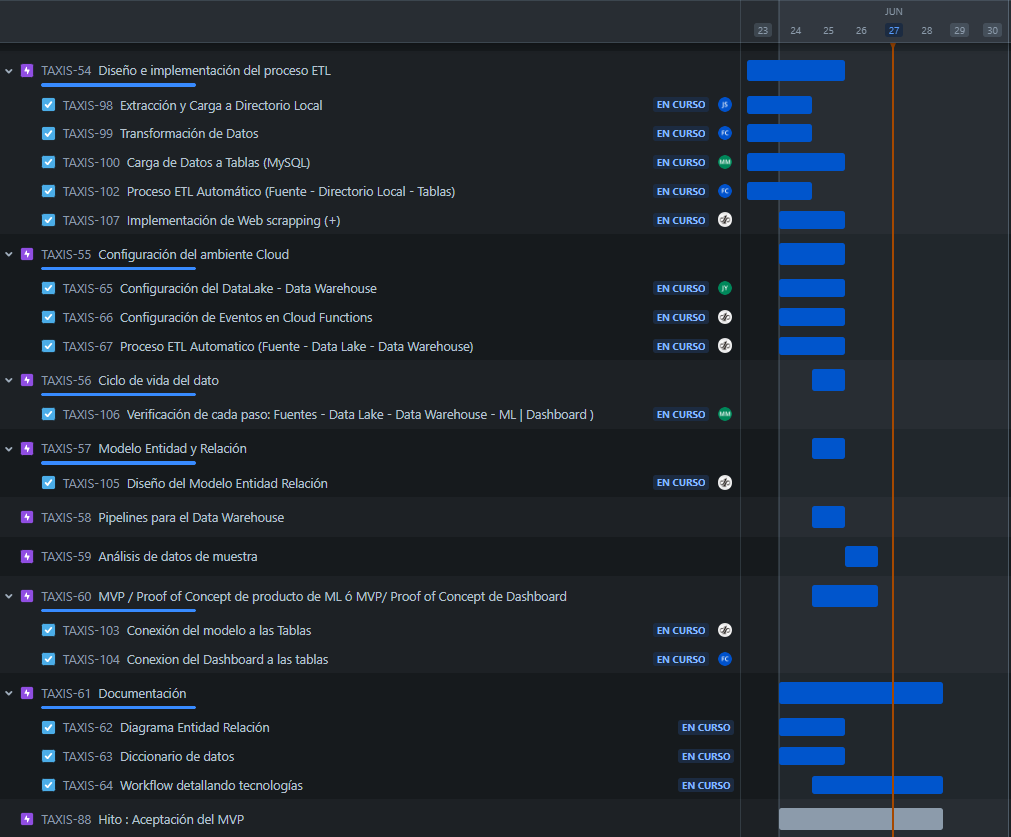 JUN
23 24 25 26 27 28 29 30
TAXIS-54 Diseño e implementación del proceso ETL
TAXIS-98 Extracción y Carga a Directorio Local EN CURSO JS
TAXIS-99 Transformación de Datos EN CURSO FC
TAXIS-100 Carga de Datos a Tablas (MySQL) EN CURSO MM
TAXIS-102 Proceso ETL Automático (Fuente - Directorio Local - Tablas) EN CURSO FC
TAXIS-107 Implementación de Web scrapping (+) EN CURSO
TAXIS-55 Configuración del ambiente Cloud
TAXIS-65 Configuración del DataLake - Data Warehouse EN CURSO JY
TAXIS-66 Configuración de Eventos en Cloud Functions EN CURSO
TAXIS-67 Proceso ETL Automatico (Fuente - Data Lake - Data Warehouse) EN CURSO
TAXIS-56 Ciclo de vida del dato
TAXIS-106 Verificación de cada paso: Fuentes - Data Lake - Data Warehouse - ML | Dashboard ) EN CURSO MM
TAXIS-57 Modelo Entidad y Relación
TAXIS-105 Diseño del Modelo Entidad Relación EN CURSO
TAXIS-58 Pipelines para el Data Warehouse
TAXIS-59 Análisis de datos de muestra
TAXIS-60 MVP / Proof of Concept de producto de ML ó MVP/ Proof of Concept de Dashboard
TAXIS-103 Conexión del modelo a las Tablas EN CURSO
TAXIS-104 Conexion del Dashboard a las tablas EN CURSO FC
TAXIS-61 Documentación
TAXIS-62 Diagrama Entidad Relación EN CURSO
TAXIS-63 Diccionario de datos EN CURSO
TAXIS-64 Workflow detallando tecnologías EN CURSO
TAXIS-88 Hito : Aceptación del MVP